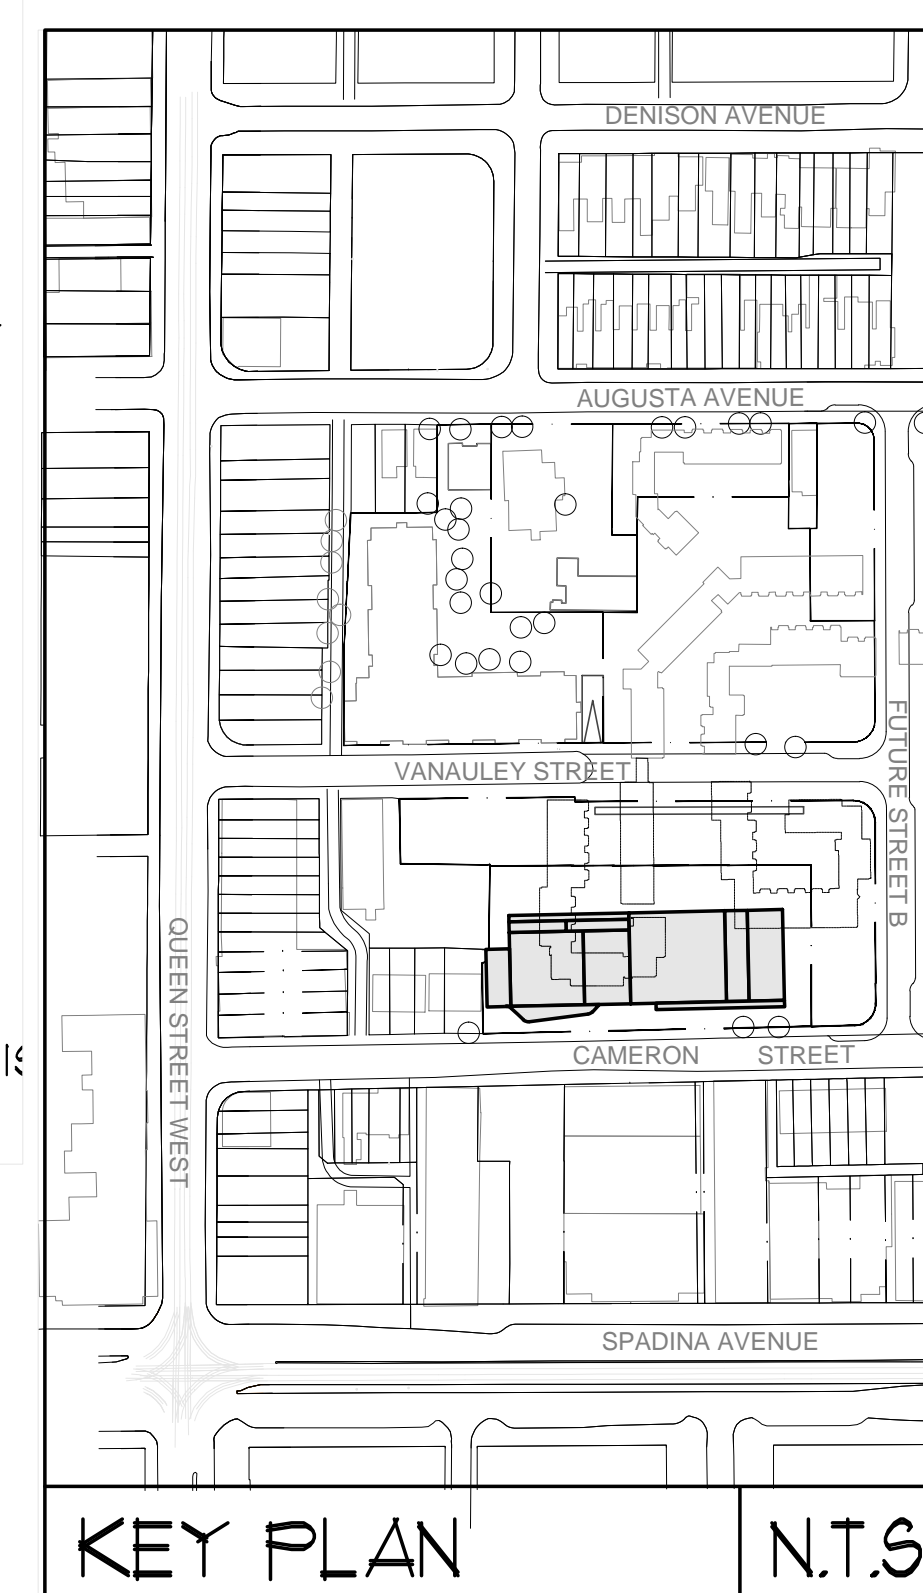 DENISON AVENUE
AUGUSTA AVENUE
FUTURE STREET B
VANAULEY STREET
QUEEN STREET WEST
CAMERON STREET
SPADINA AVENUE
KEY PLAN
N.T.S